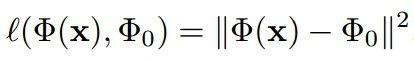 ℓ(Φ(𝐱), Φ₀) = ‖Φ(𝐱) − Φ₀‖²